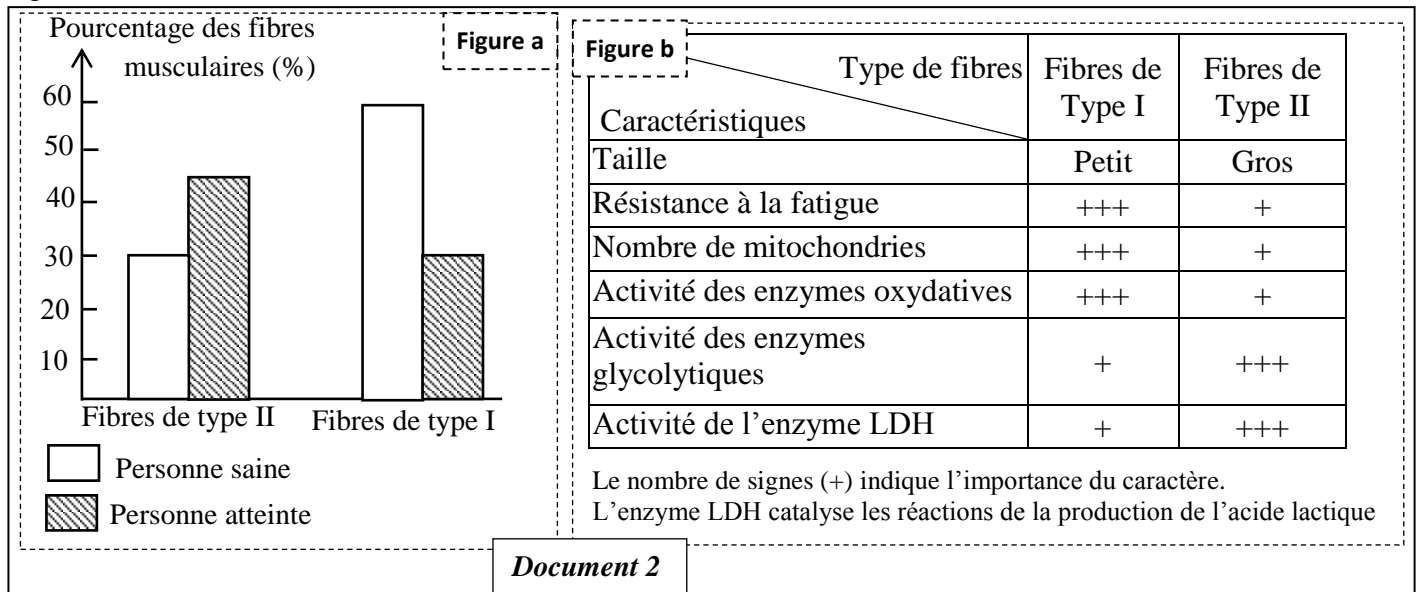 Pourcentage des fibres
musculaires (%)
Figure a
60
50
40
30
20
10
Fibres de type II
Fibres de type I
Personne saine
Personne atteinte
Figure b
Type de fibres
Caractéristiques
Fibres de Type I
Fibres de Type II
Taille Petit Gros
Résistance à la fatigue +++ +
Nombre de mitochondries +++ +
Activité des enzymes oxydatives +++ +
Activité des enzymes
glycolytiques + +++
Activité de l'enzyme LDH + +++
Le nombre de signes (+) indique l'importance du caractère.
L'enzyme LDH catalyse les réactions de la production de l'acide lactique
Document 2